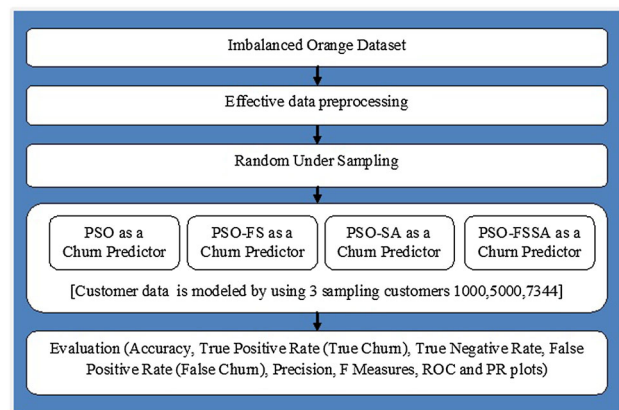 Imbalanced Orange Dataset
Effective data preprocessing
Random Under Sampling
PSO as a
Churn Predictor
PSO-FS as a
Churn Predictor
PSO-SA as a
Churn Predictor
PSO-FSSA as a
Churn Predictor
[Customer data is modeled by using 3 sampling customers 1000,5000,7344]
Evaluation (Accuracy, True Positive Rate (True Churn), True Negative Rate, False
Positive Rate (False Churn), Precision, F Measures, ROC and PR plots)